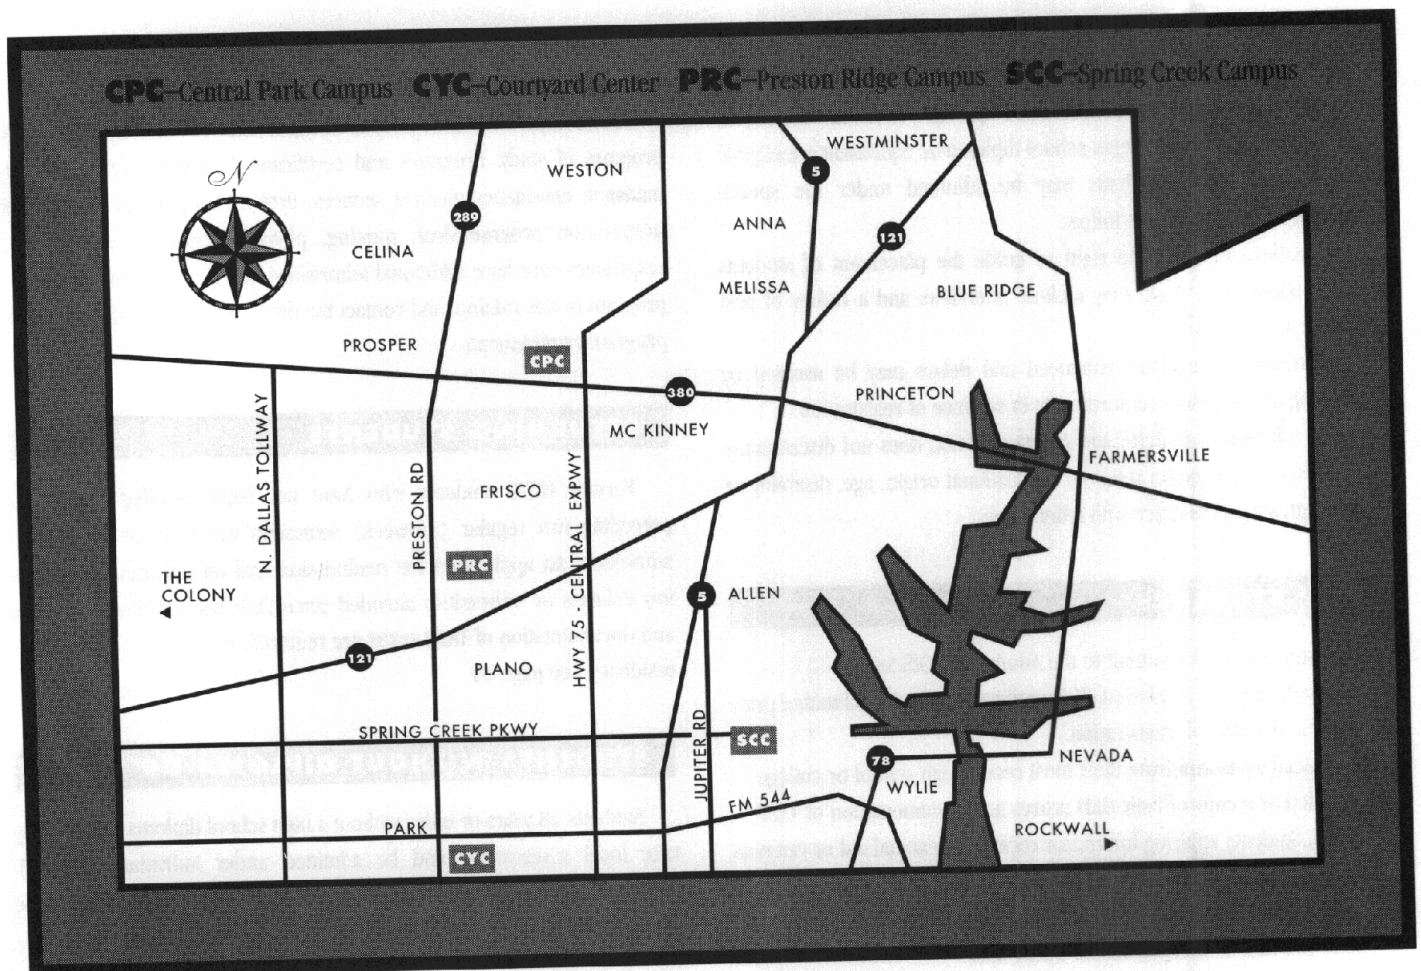 CPC—Central Park Campus CYC—Courtyard Center PRC—Preston Ridge Campus SCC—Spring Creek Campus
N
WESTMINSTER
WESTON
5
289
ANNA
121
CELINA
MELISSA
BLUE RIDGE
PROSPER
CPC
380
PRINCETON
N. DALLAS TOLLWAY
MC KINNEY
FARMERSVILLE
PRESTON RD
FRISCO
HWY 75 CENTRAL EXPWY
PRC
THE
COLONY
5
ALLEN
121
PLANO
SPRING CREEK PKWY
JUPITER RD
SCC
78
NEVADA
WYLIE
FM 544
PARK
ROCKWALL
CYC